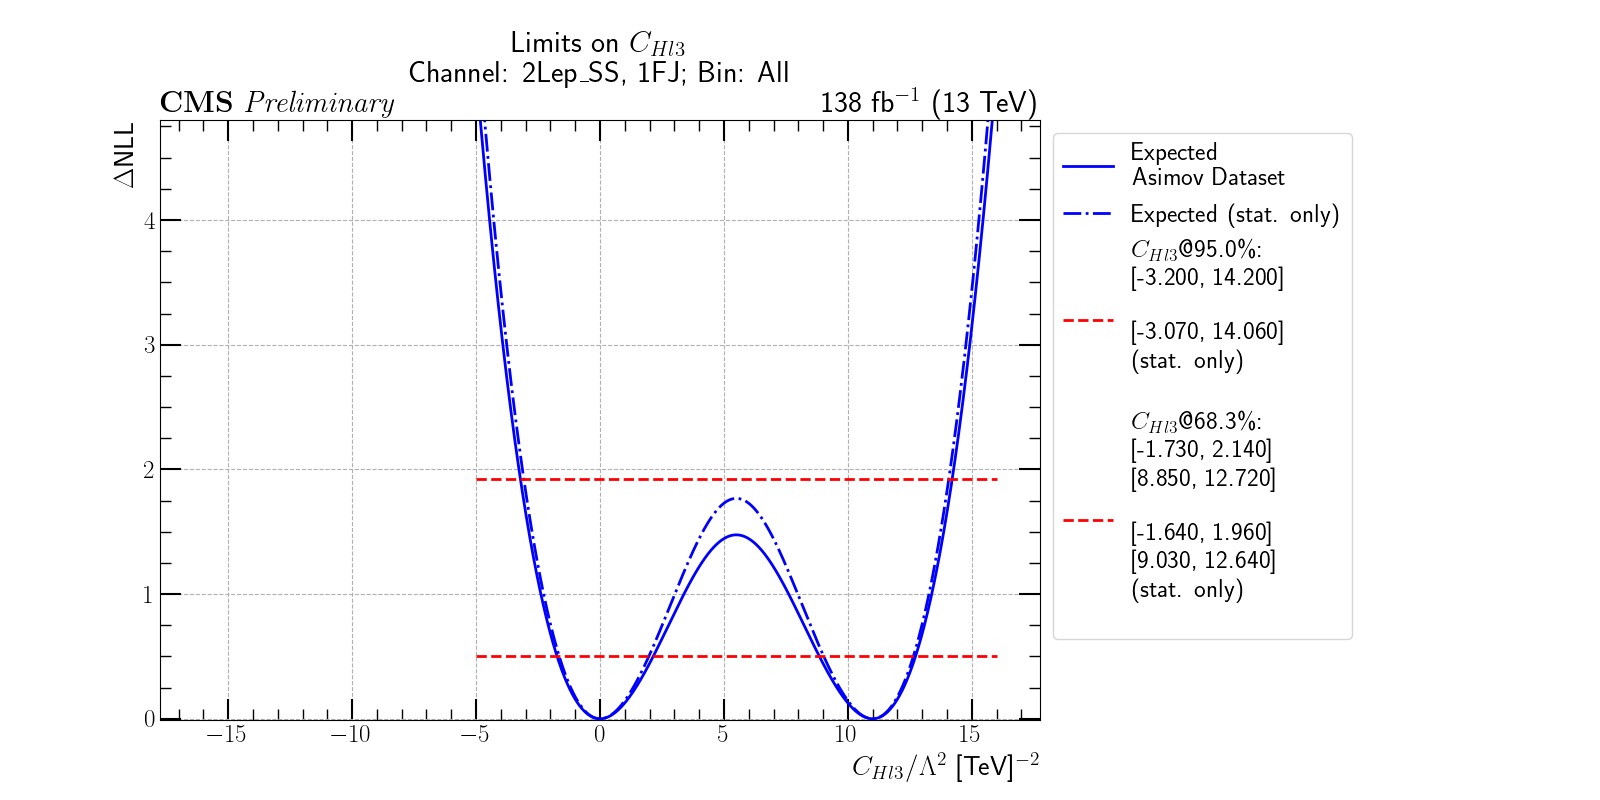 Limits on C_{Hl3}
Channel: 2Lep_SS, 1FJ; Bin: All
CMS Preliminary
138 fb^{-1} (13 TeV)
ΔNLL
4
3
2
1
0
−15
−10
−5
0
5
10
15
C_{Hl3}/Λ^2 [TeV]^{-2}
Expected
Asimov Dataset
Expected (stat. only)
C_{Hl3}@95.0%:
[-3.200, 14.200]
[-3.070, 14.060]
(stat. only)
C_{Hl3}@68.3%:
[-1.730, 2.140]
[8.850, 12.720]
[-1.640, 1.960]
[9.030, 12.640]
(stat. only)